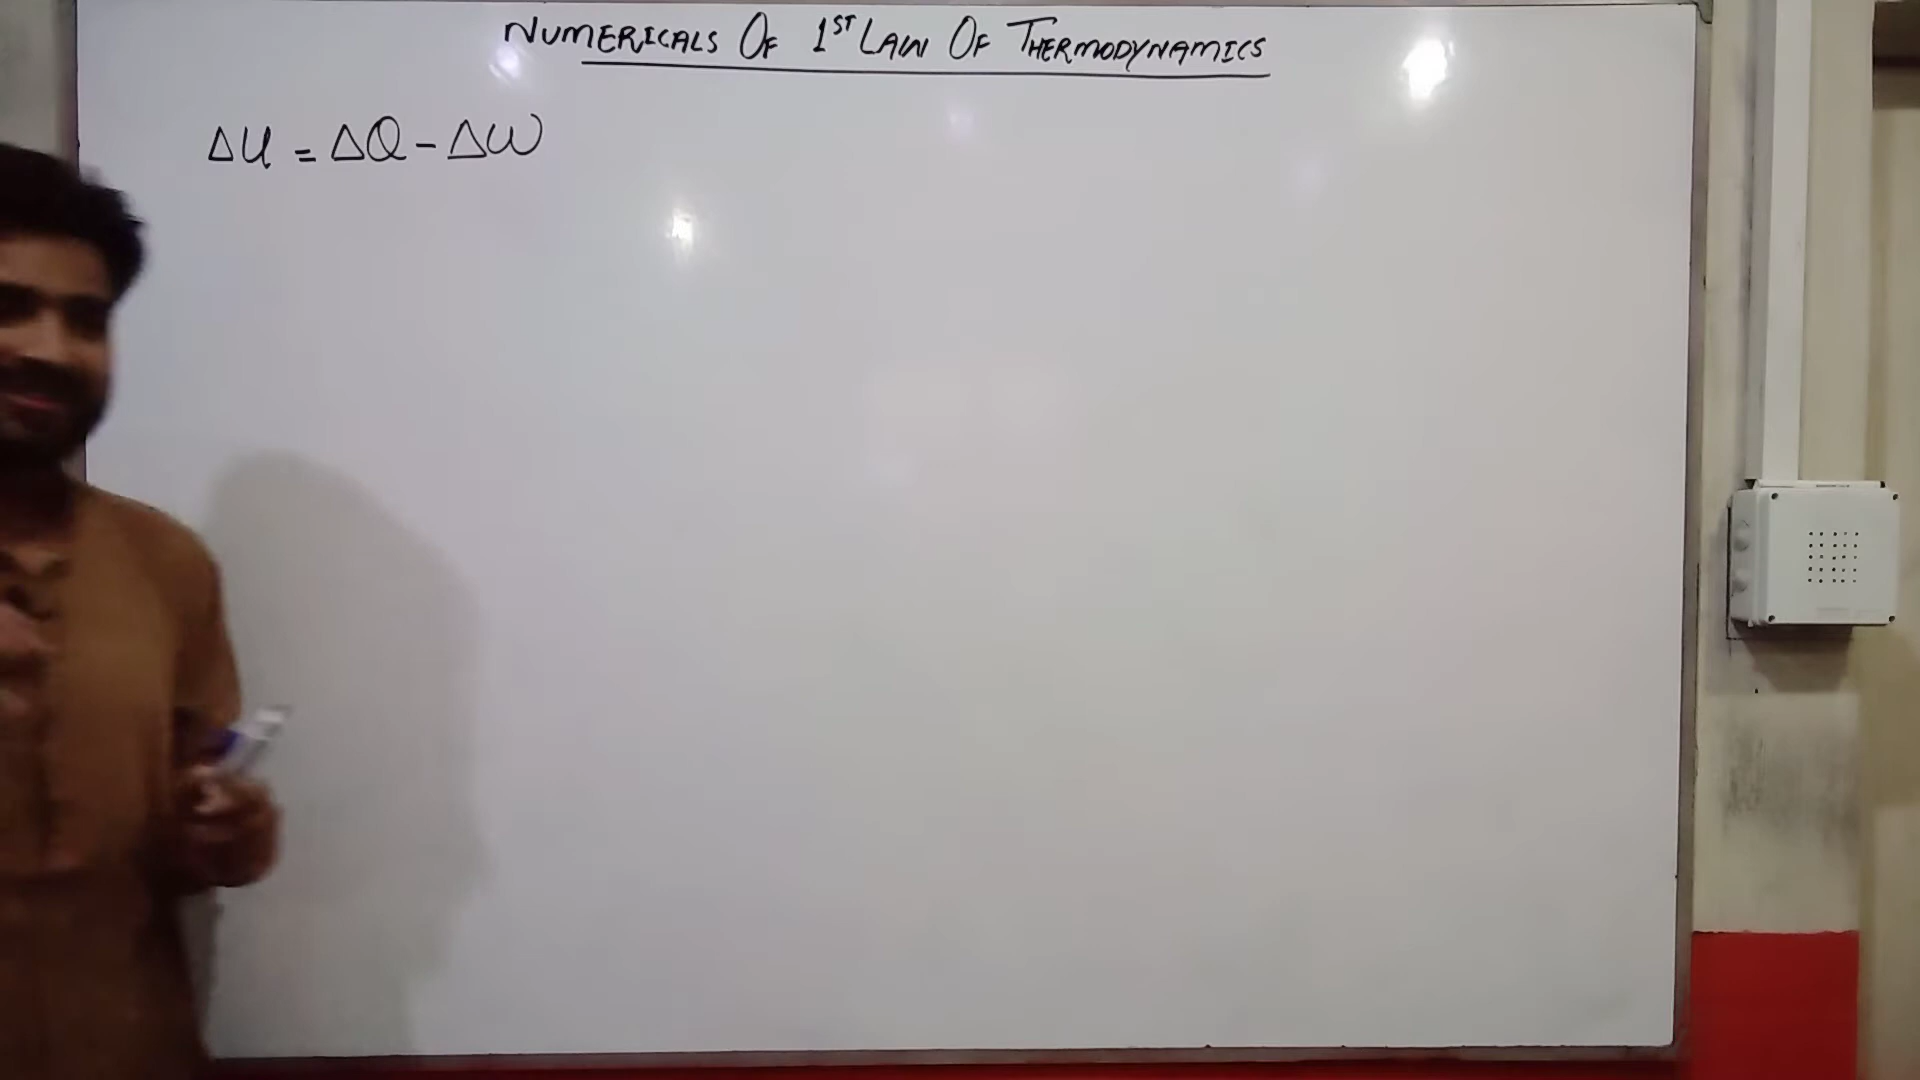 NUMERICALS OF 1ST LAW OF THERMODYNAMICS
ΔU = ΔQ - ΔW